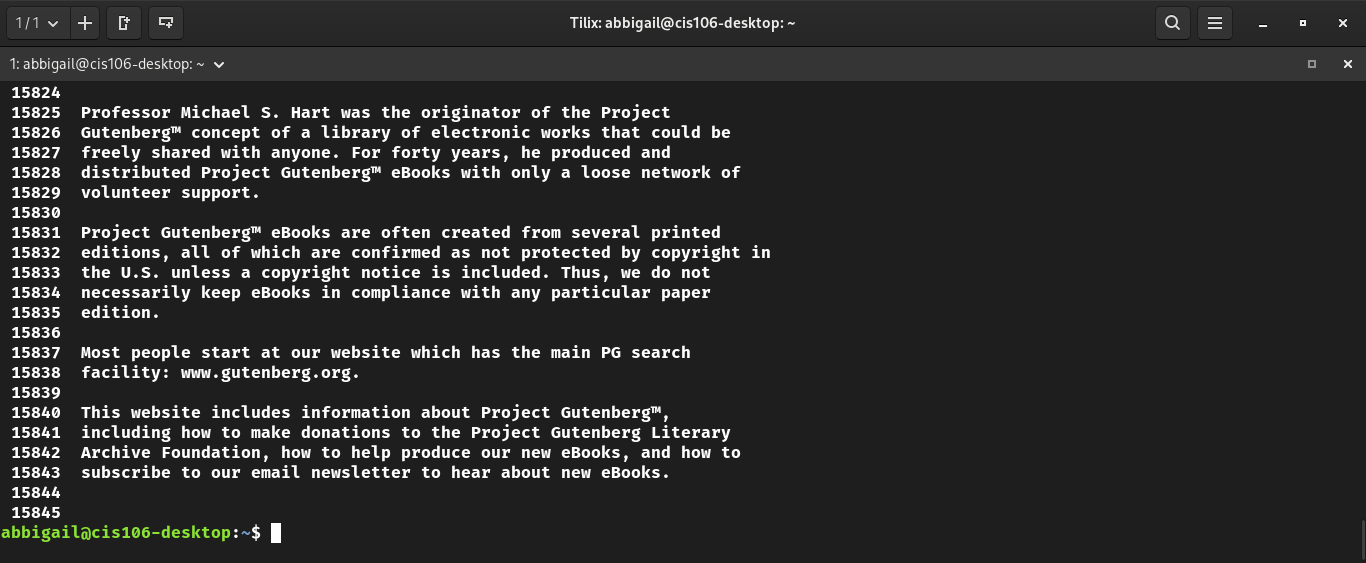 1 / 1
Tilix: abbigail@cis106-desktop: ~
1: abbigail@cis106-desktop: ~
15824
15825  Professor Michael S. Hart was the originator of the Project
15826  Gutenberg™ concept of a library of electronic works that could be
15827  freely shared with anyone. For forty years, he produced and
15828  distributed Project Gutenberg™ eBooks with only a loose network of
15829  volunteer support.
15830
15831  Project Gutenberg™ eBooks are often created from several printed
15832  editions, all of which are confirmed as not protected by copyright in
15833  the U.S. unless a copyright notice is included. Thus, we do not
15834  necessarily keep eBooks in compliance with any particular paper
15835  edition.
15836
15837  Most people start at our website which has the main PG search
15838  facility: www.gutenberg.org.
15839
15840  This website includes information about Project Gutenberg™,
15841  including how to make donations to the Project Gutenberg Literary
15842  Archive Foundation, how to help produce our new eBooks, and how to
15843  subscribe to our email newsletter to hear about new eBooks.
15844
15845
abbigail@cis106-desktop:~$